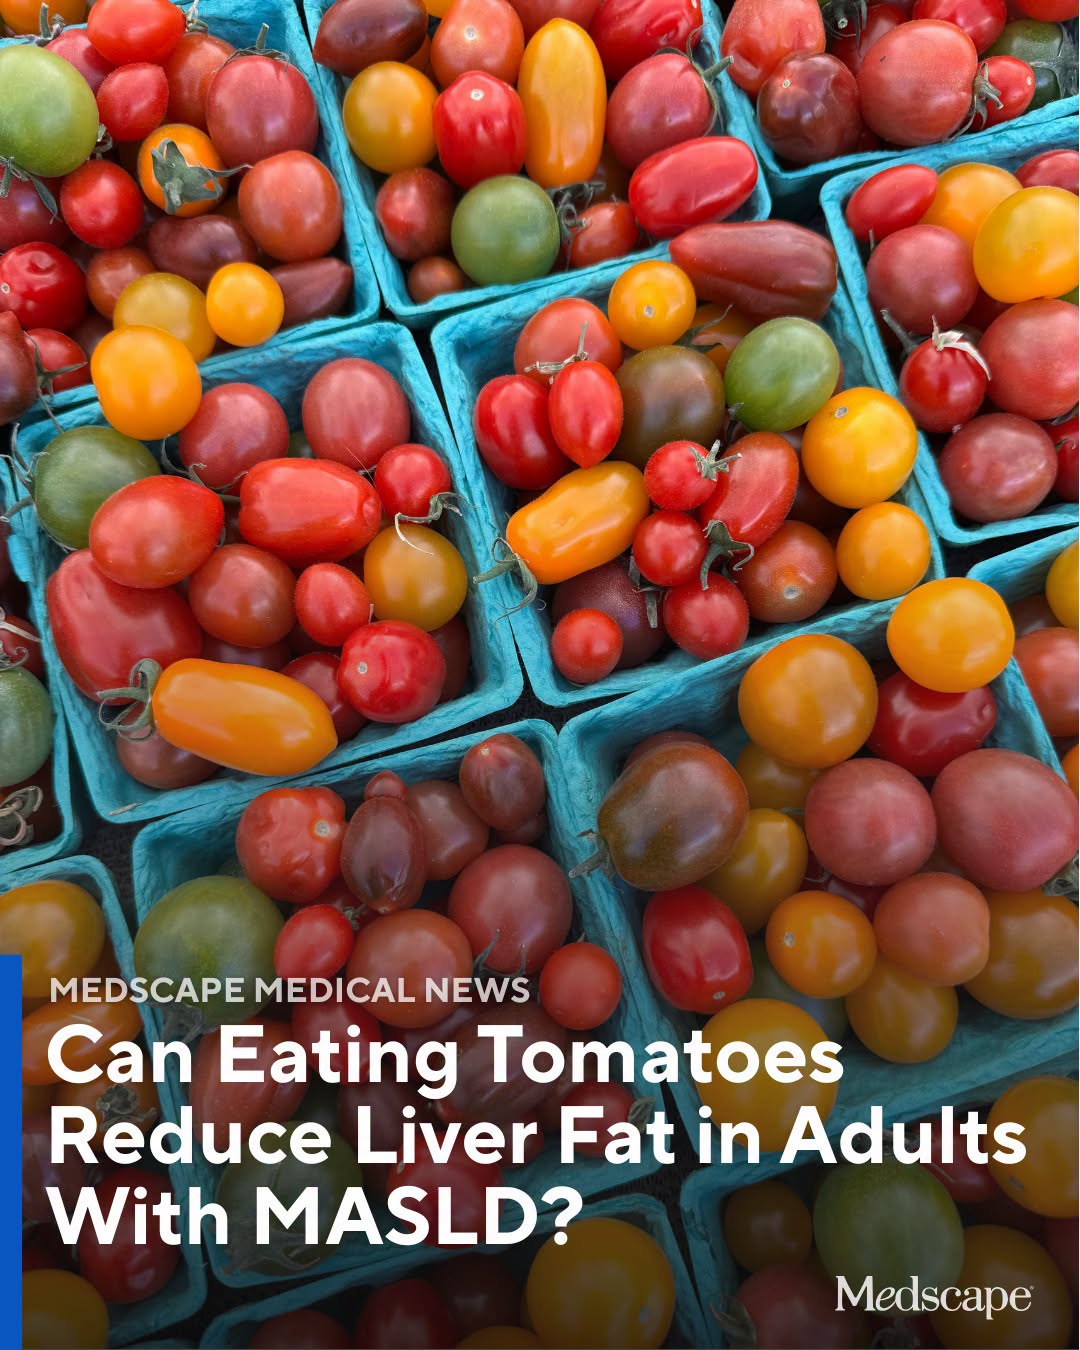 MEDSCAPE MEDICAL NEWS
Can Eating Tomatoes
Reduce Liver Fat in Adults
With MASLD?
Medscape®